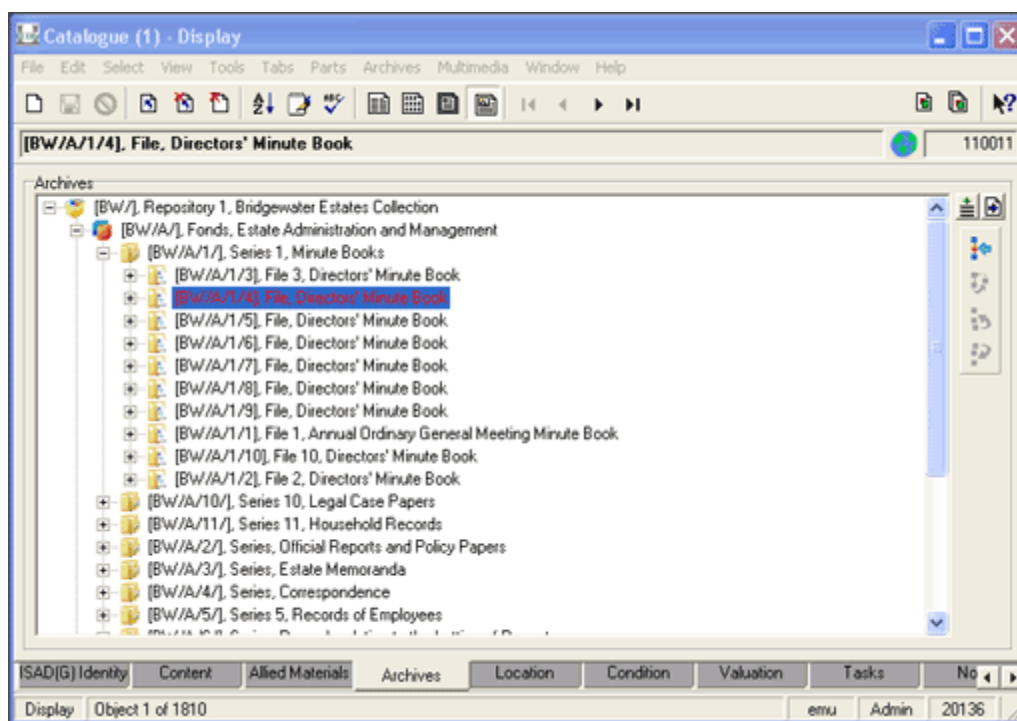 Catalogue (1) - Display
File Edit Select View Tools Tabs Parts Archives Multimedia Window Help
[BW/A/1/4], File, Directors' Minute Book 110011
Archives
[BW/], Repository 1, Bridgewater Estates Collection
[BW/A/], Fonds, Estate Administration and Management
[BW//A/1/], Series 1, Minute Books
[BW//A/1/3], File 3, Directors' Minute Book
[BW//A/1/4], File, Directors' Minute Book
[BW//A/1/5], File, Directors' Minute Book
[BW//A/1/6], File, Directors' Minute Book
[BW//A/1/7], File, Directors' Minute Book
[BW//A/1/8], File, Directors' Minute Book
[BW//A/1/9], File, Directors' Minute Book
[BW//A/1/1], File 1, Annual Ordinary General Meeting Minute Book
[BW//A/1/10], File 10, Directors' Minute Book
[BW//A/1/2], File 2, Directors' Minute Book
[BW//A/10/], Series 10, Legal Case Papers
[BW//A/11/], Series 11, Household Records
[BW//A/2/], Series, Official Reports and Policy Papers
[BW//A/3/], Series, Estate Memoranda
[BW//A/4/], Series, Correspondence
[BW//A/5/], Series 5, Records of Employees
ISAD(G) Identity Content Allied Materials Archives Location Condition Valuation Tasks No
Display Object 1 of 1810 emu Admin 20136